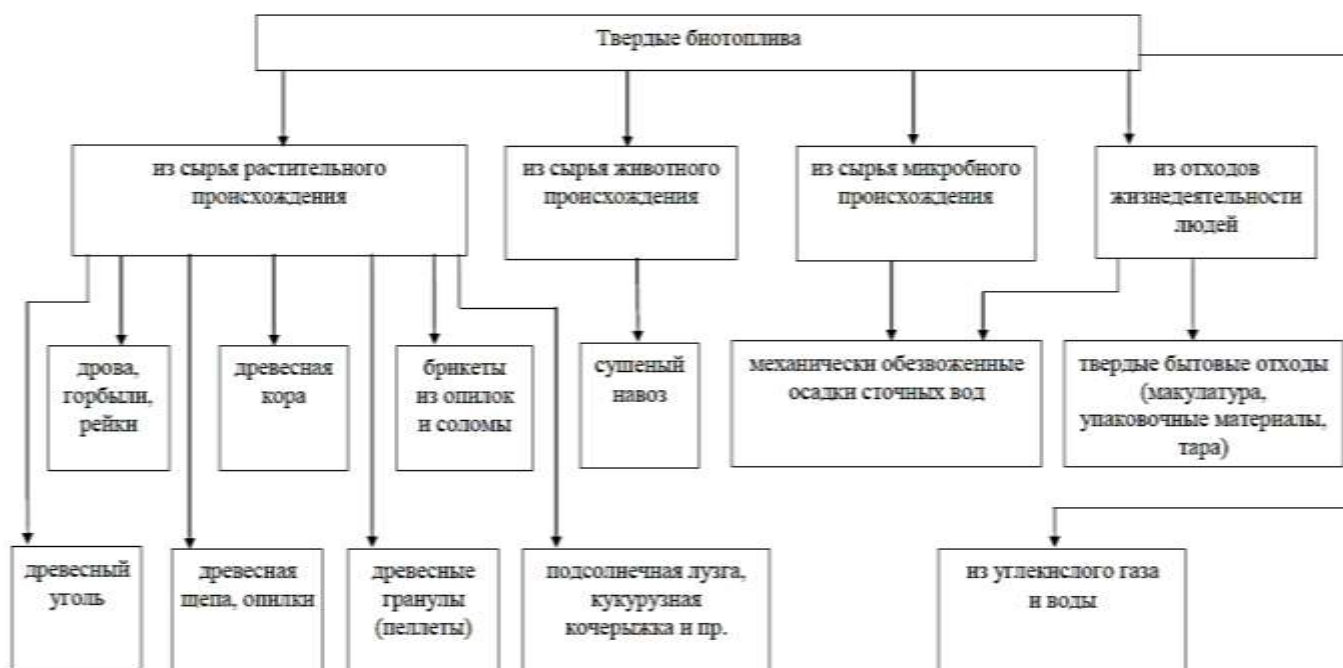 Твердые биотоплива
из сырья растительного
происхождения
из сырья животного
происхождения
из сырья микробного
происхождения
из отходов
жизнедеятельности
людей
дрова,
горбыли,
рейки
древесная
кора
брикеты
из опилок
и соломы
сушеный
навоз
механически обезвоженные
осадки сточных вод
твердые бытовые отходы
(макулатура,
упаковочные материалы,
тара)
древесный
уголь
древесная
щепа, опилки
древесные
гранулы
(пеллеты)
подсолнечная лузга,
кукурузная
кочерыжка и пр.
из углекислого газа
и воды